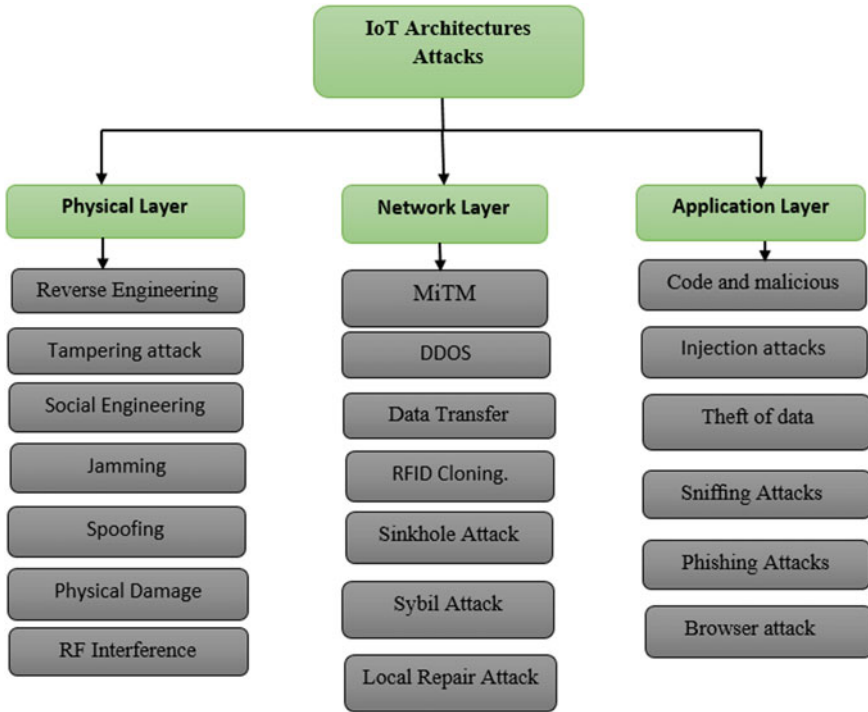 IoT Architectures
Attacks
Physical Layer
Reverse Engineering
Tampering attack
Social Engineering
Jamming
Spoofing
Physical Damage
RF Interference
Network Layer
MiTM
DDOS
Data Transfer
RFID Cloning.
Sinkhole Attack
Sybil Attack
Local Repair Attack
Application Layer
Code and malicious
Injection attacks
Theft of data
Sniffing Attacks
Phishing Attacks
Browser attack